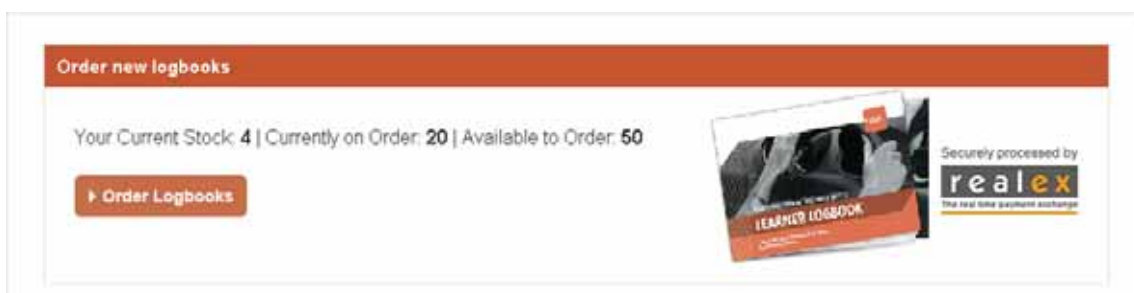 Order new logbooks
Your Current Stock: 4 | Currently on Order: 20 | Available to Order: 50
Order Logbooks
LEARNER LOGBOOK
Securely processed by
realex
The real time payment exchange